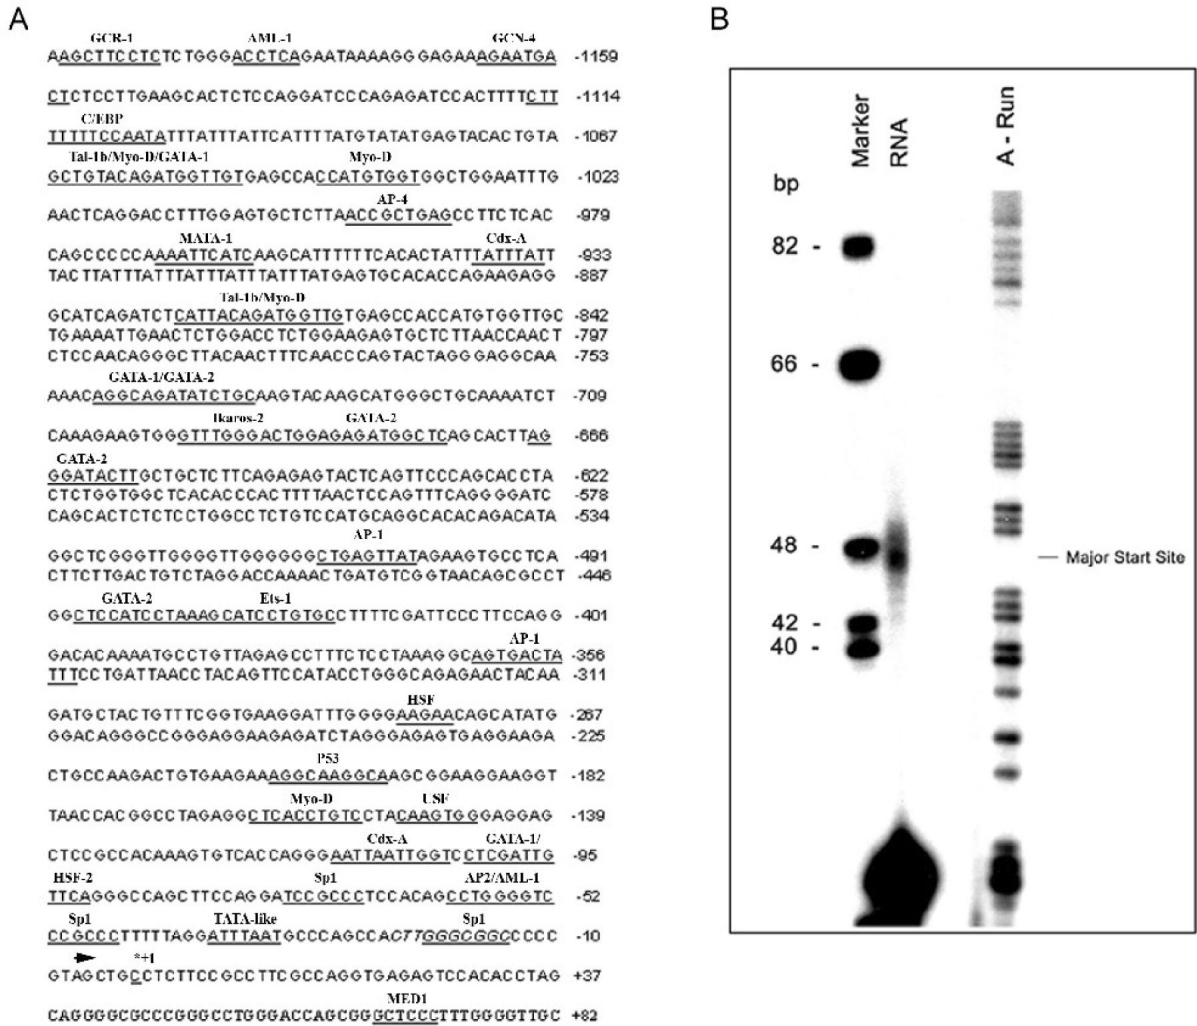 A
GCR-1 AML-1 GCN-4
AAGCTTCCTCTCTGGGACCTCAGAATAAAAGGGAGAAAGAATGA -1159
CTCTCCTTGAAGCACTCTCCAGGATCCCAGAGATCCACTTTTCTT -1114
C/EBP
TTTTTCCAATATTTATTTATTCATTTTATGTATATGAGTACACTGTA -1067
Tal-1b/Myo-D/GATA-1 Myo-D
GCTGTACAGATGGTTGTGAGCCACCATGTGGTGGCTGGAATTTG -1023
AP-4
AACTCAGGACCTTTGGAGTGCTCTTAACCGCTGAGCCTTCTCAC -979
MATA-1 Cdx-A
CAGCCCCCAAAATTCATCAAGCATTTTTTCACACTATTTATTTATT -933
TACTTATTTATTTATTTATTTATTTATGAGTGCACACCAGAAGAGG -887
Tal-1b/Myo-D
GCATCAGATCTCATTACAGATGGTTGTGAGCCACCATGTGGTTGC -842
TGAAAATTGAACTCTGGACCTCTGGAAGAGTGCTCTTAACCAACT -797
CTCCAACAGGGCTTACAACTTTCAACCCAGTACTAGGGAGGCAA -753
GATA-1/GATA-2
AAACAGGCAGATATCTGCAAGTACAAGCATGGGCTGCAAAATCT -709
Ikaros-2 GATA-2
CAAAGAAGTGGGTTTGGGACTGGAGAGATGGCTCAGCACTTAG -666
GATA-2
GGATACTTGCTGCTCTTCAGAGAGTACTCAGTTCCCAGCACCTA -622
CTCTGGTGGCTCACACCCACTTTTAACTCCAGTTTCAGGGGATC -578
CAGCACTCTCTCCTGGCCTCTGTCCATGCAGGCACACAGACATA -534
AP-1
GGCTCGGGTTGGGGTTGGGGGGCTGAGTTATAGAAGTGCCTCA -491
CTTCTTGACTGTCTAGGACCAAAACTGATGTCGGTAACAGCGCCT -446
GATA-2 Ets-1
GGCTCCATCCTAAAGCATCCTGTGCCTTTTCGATTCCCTTCCAGG -401
AP-1
GACACAAAATGCCTGTTAGAGCCTTTCTCCTAAAGGCAGTGACTA -356
TTTCCTGATTAACCTACAGTTCCATACCTGGGCAGAGAACTACAA -311
HSF
GATGCTACTGTTTCGGTGAAGGATTTGGGGAAGAACAGCATATG -267
GGACAGGGCCGGGAGGAAGAGATCTAGGGAGAGTGAGGAAGA -225
P53
CTGCCAAGACTGTGAAGAAAGGCAAGGCAAGCGGAAGGAAGGT -182
Myo-D USF
TAACCACGGCCTAGAGGCTCACCTGTCCTACAAGTGGGAGGAG -139
Cdx-A GATA-1/
CTCCGCCACAAAGTGTCACCAGGGAATTAATTGGTCCTCGATTG -95
HSF-2 Sp1 AP2/AML-1
TTCAGGGCCAGCTTCCAGGATCCGCCCTCCACAGCCTGGGGTC -52
Sp1 TATA-like Sp1
CCGCCCTTTTTAGGATTTAATGCCCAGCCACTTGGGCGGCCCCC -10
*+1
GTAGCTGCCTCTTCCGCCTTCGCCAGGTGAGAGTCCACACCTAG +37
MED1
CAGGGGCGCCCGGGCCTGGGACCAGCGGGCTCCCTTTGGGGTTGC +82
B
Marker
RNA
A - Run
bp
82 -
66 -
48 -
Major Start Site
42 -
40 -